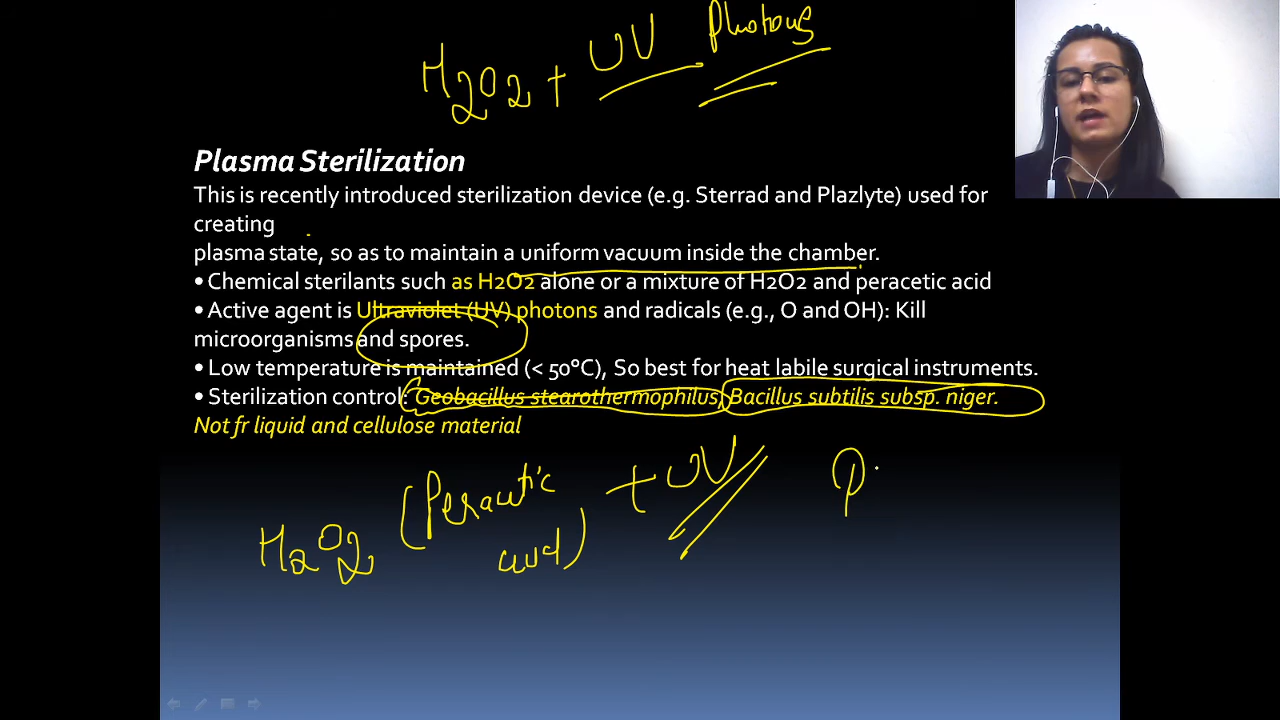 H2O2 + UV Photons
Plasma Sterilization
This is recently introduced sterilization device (e.g. Sterrad and Plazlyte) used for
creating
plasma state, so as to maintain a uniform vacuum inside the chamber.
• Chemical sterilants such as H2O2 alone or a mixture of H2O2 and peracetic acid
• Active agent is Ultraviolet (UV) photons and radicals (e.g., O and OH): Kill
microorganisms and spores.
• Low temperature is maintained (< 50°C), So best for heat labile surgical instruments.
• Sterilization control: Geobacillus stearothermophilus, Bacillus subtilis subsp. niger.
Not fr liquid and cellulose material
H2O2 (Peracetic acid) + UV P